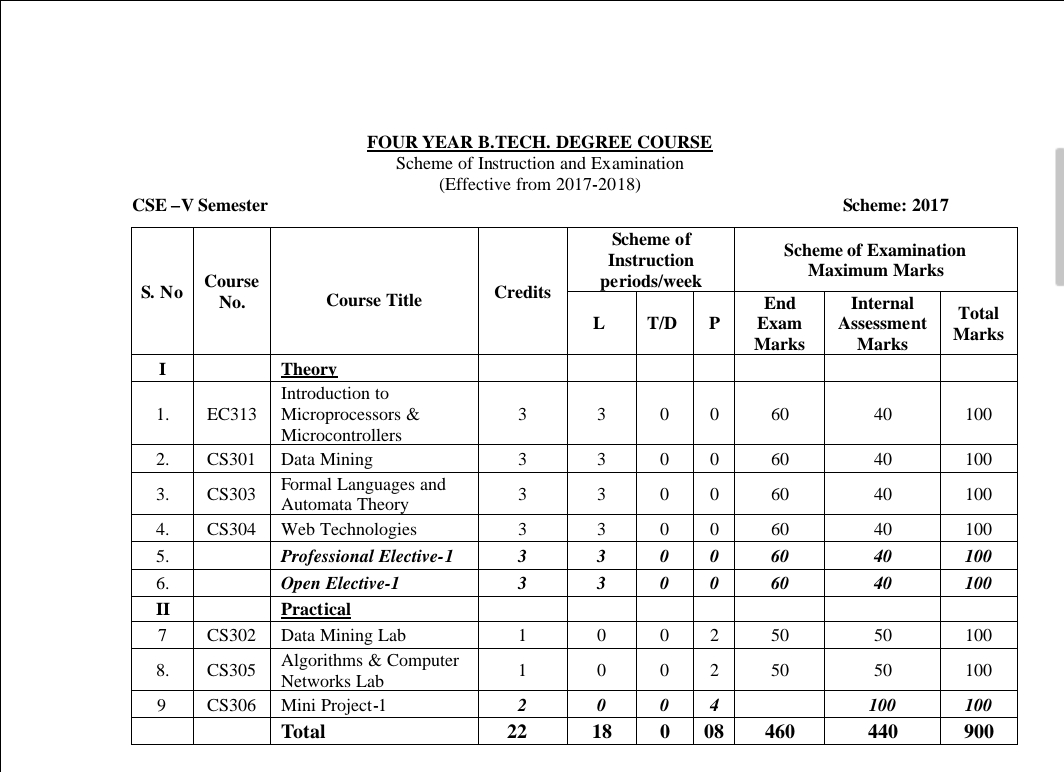 FOUR YEAR B.TECH. DEGREE COURSE
Scheme of Instruction and Examination
(Effective from 2017-2018)
CSE –V Semester Scheme: 2017
S. No Course No. Course Title Credits Scheme of Instruction periods/week Scheme of Examination Maximum Marks
L T/D P End Exam Marks Internal Assessment Marks Total Marks
I Theory
1. EC313 Introduction to Microprocessors & Microcontrollers 3 3 0 0 60 40 100
2. CS301 Data Mining 3 3 0 0 60 40 100
3. CS303 Formal Languages and Automata Theory 3 3 0 0 60 40 100
4. CS304 Web Technologies 3 3 0 0 60 40 100
5. Professional Elective-1 3 3 0 0 60 40 100
6. Open Elective-1 3 3 0 0 60 40 100
II Practical
7 CS302 Data Mining Lab 1 0 0 2 50 50 100
8. CS305 Algorithms & Computer Networks Lab 1 0 0 2 50 50 100
9 CS306 Mini Project-1 2 0 0 4 100 100
Total 22 18 0 08 460 440 900